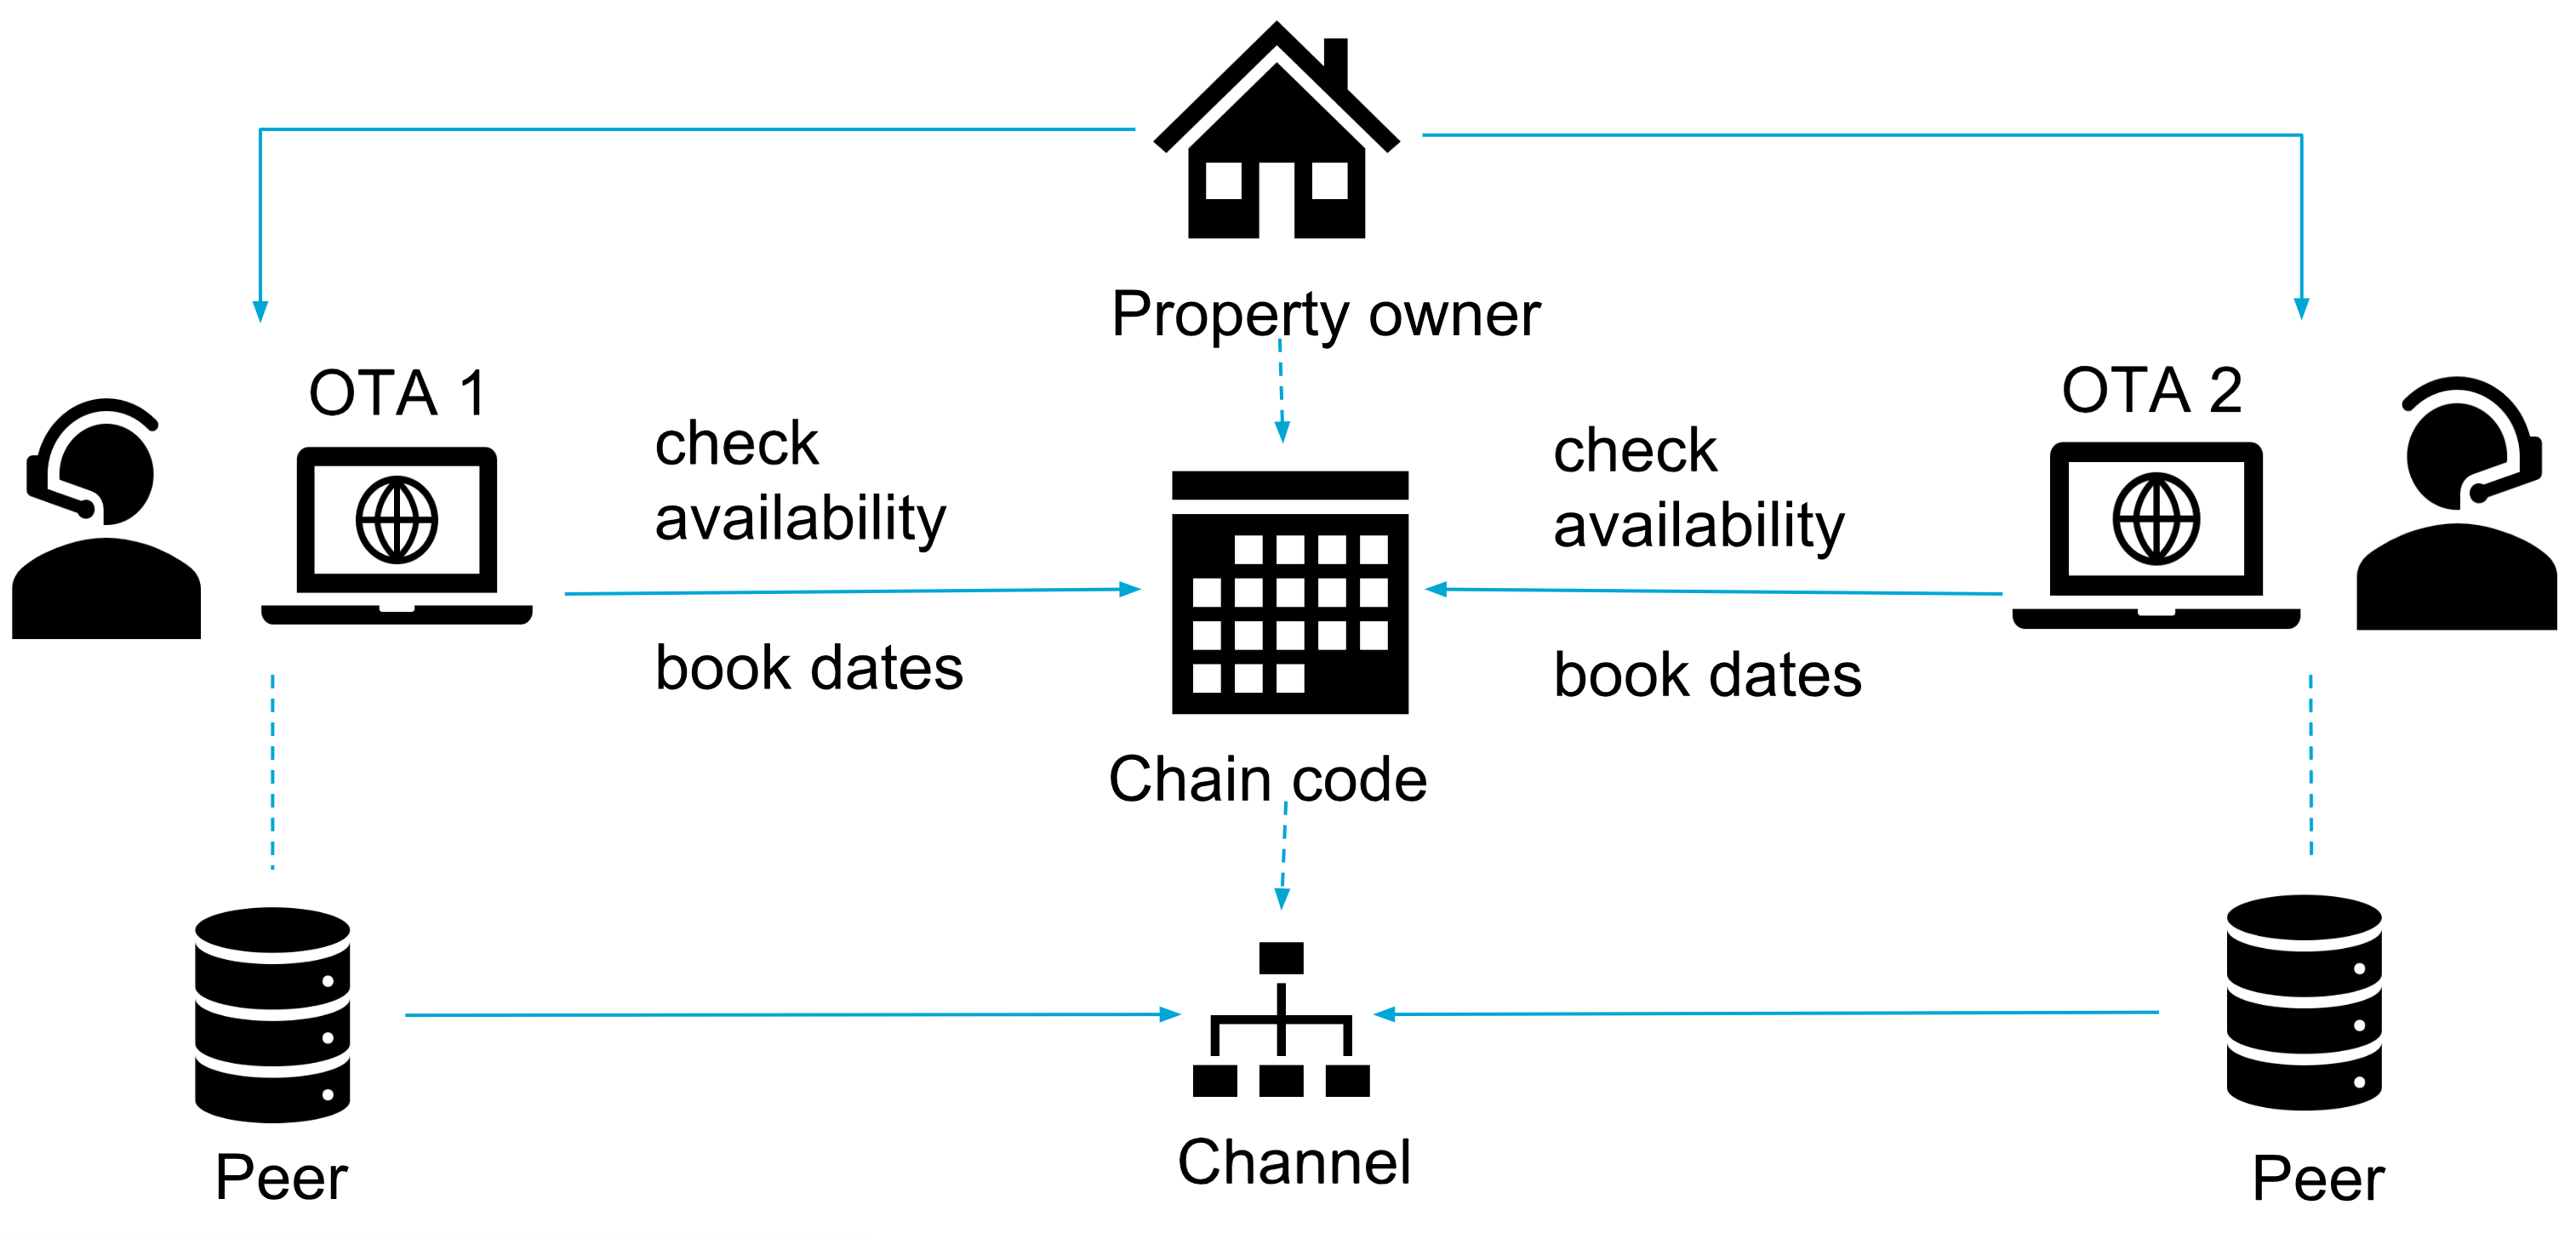 Property owner
OTA 1
OTA 2
check
availability
book dates
check
availability
book dates
Chain code
Peer
Channel
Peer